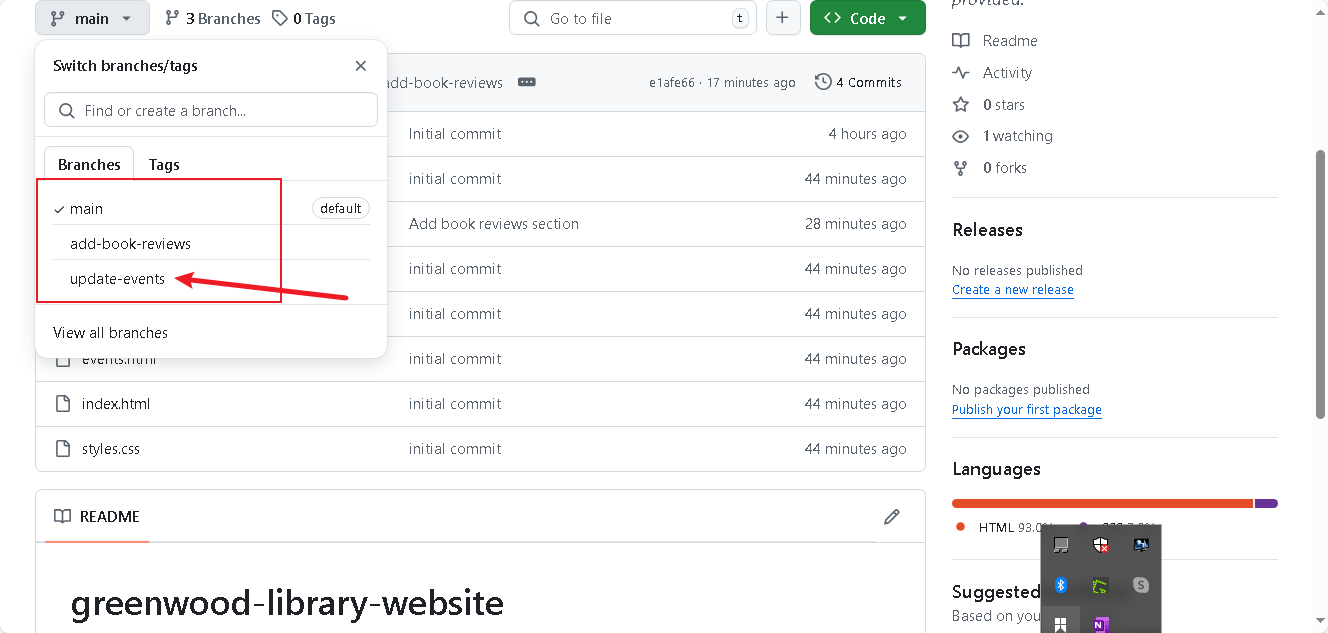 main
3 Branches
0 Tags
Go to file
t
Code
provided.
Switch branches/tags
Find or create a branch...
Branches
Tags
main
default
add-book-reviews
update-events
View all branches
add-book-reviews
e1afe66 · 17 minutes ago
4 Commits
Initial commit
4 hours ago
initial commit
44 minutes ago
Add book reviews section
28 minutes ago
initial commit
44 minutes ago
initial commit
44 minutes ago
events.html
initial commit
44 minutes ago
index.html
initial commit
44 minutes ago
styles.css
initial commit
44 minutes ago
README
greenwood-library-website
Readme
Activity
0 stars
1 watching
0 forks
Releases
No releases published
Create a new release
Packages
No packages published
Publish your first package
Languages
HTML 93.0%
Suggested
Based on you